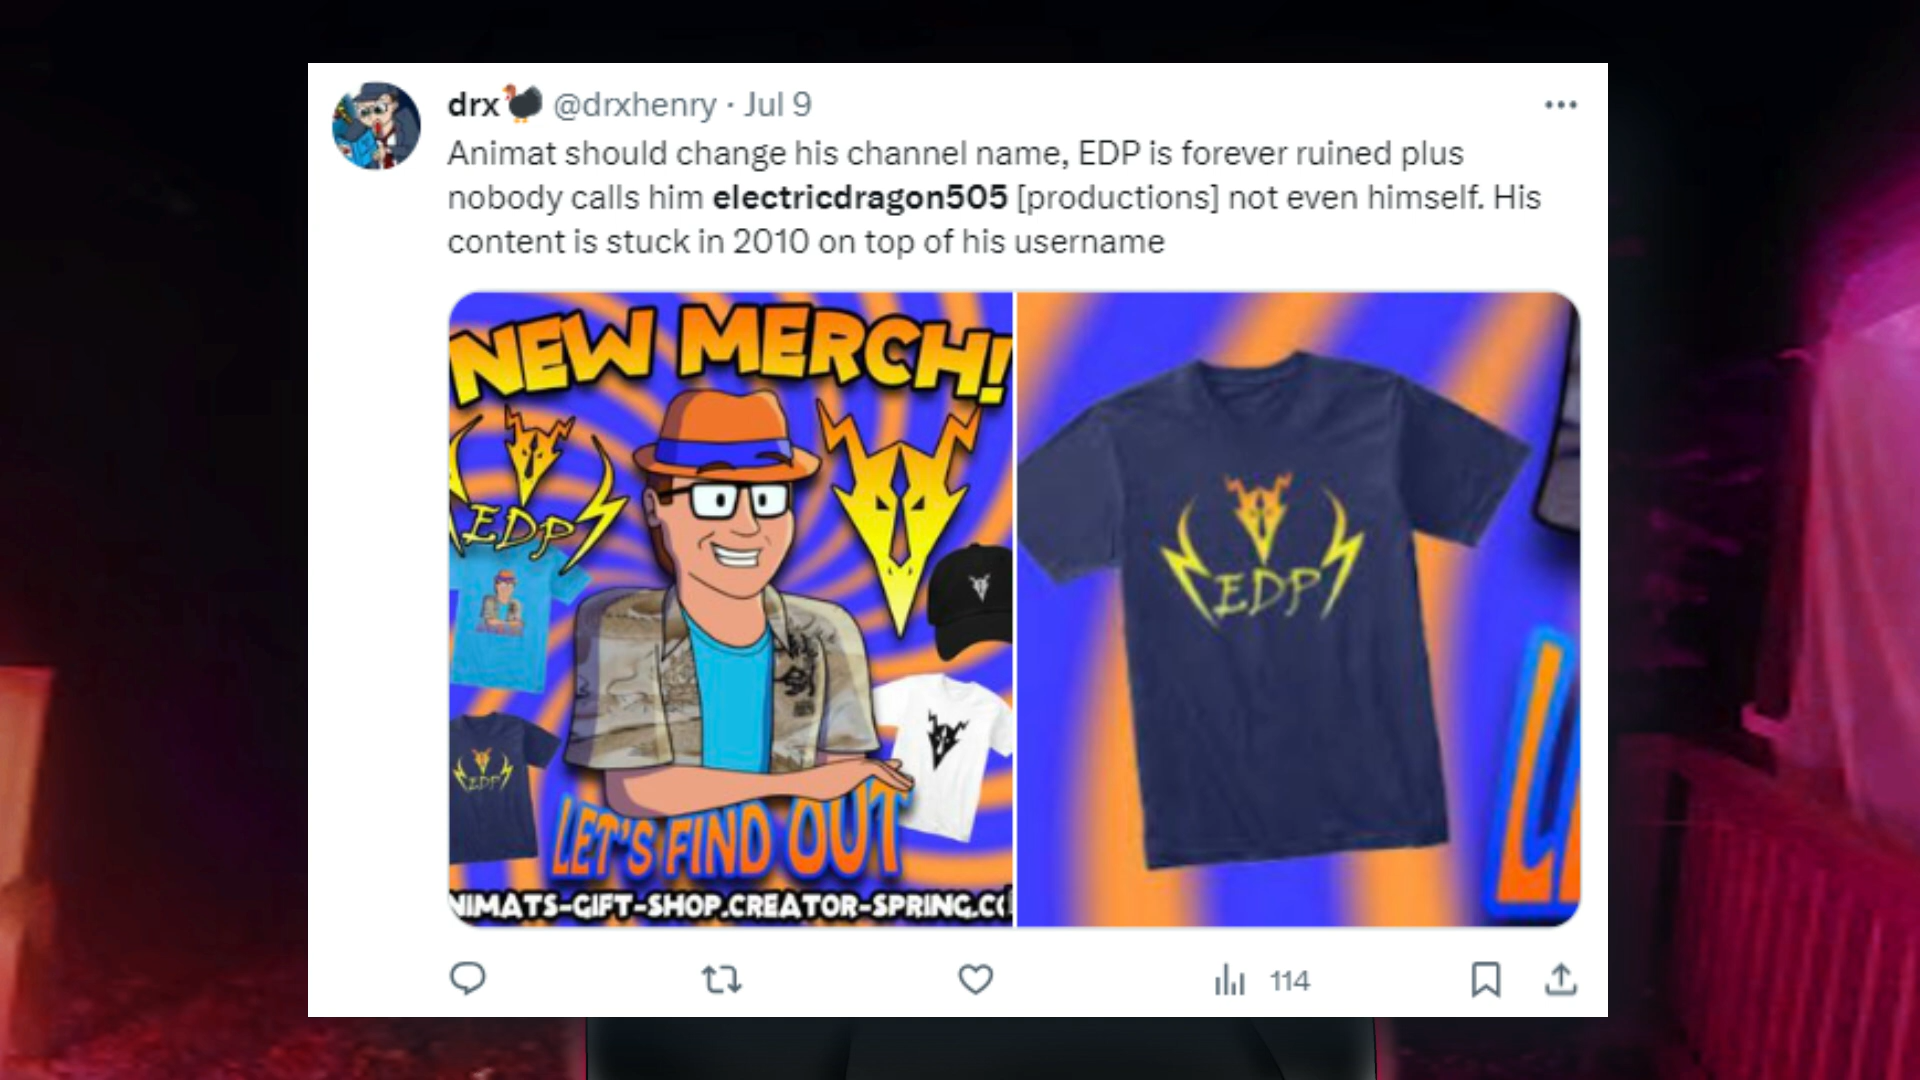 drx @drxhenry · Jul 9
Animat should change his channel name, EDP is forever ruined plus
nobody calls him electricdragon505 [productions] not even himself. His
content is stuck in 2010 on top of his username
NEW MERCH!
EDP
EDP
EDP
LET'S FIND OUT
NIMATS-GIFT-SHOP.CREATOR-SPRING.C
114